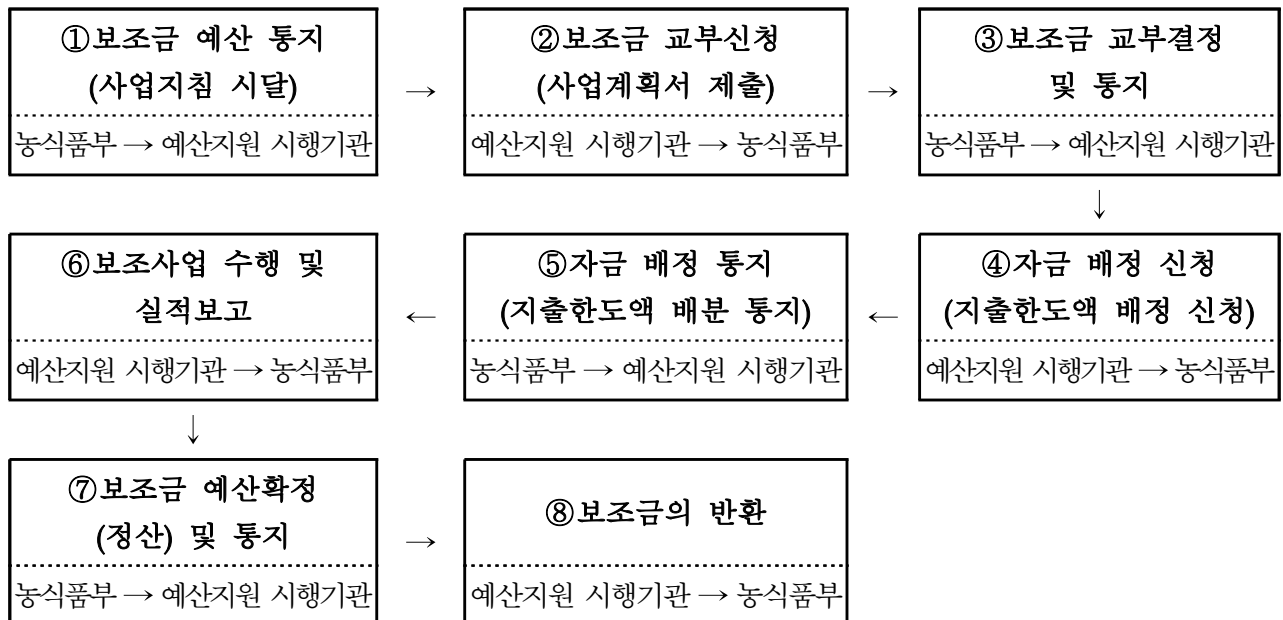 ①보조금 예산 통지
(사업지침 시달)
농식품부 → 예산지원 시행기관
→
②보조금 교부신청
(사업계획서 제출)
예산지원 시행기관 → 농식품부
→
③보조금 교부결정
및 통지
농식품부 → 예산지원 시행기관
↓
④자금 배정 신청
(지출한도액 배정 신청)
예산지원 시행기관 → 농식품부
←
⑤자금 배정 통지
(지출한도액 배분 통지)
농식품부 → 예산지원 시행기관
←
⑥보조사업 수행 및
실적보고
예산지원 시행기관 → 농식품부
↓
⑦보조금 예산확정
(정산) 및 통지
농식품부 → 예산지원 시행기관
→
⑧보조금의 반환
예산지원 시행기관 → 농식품부